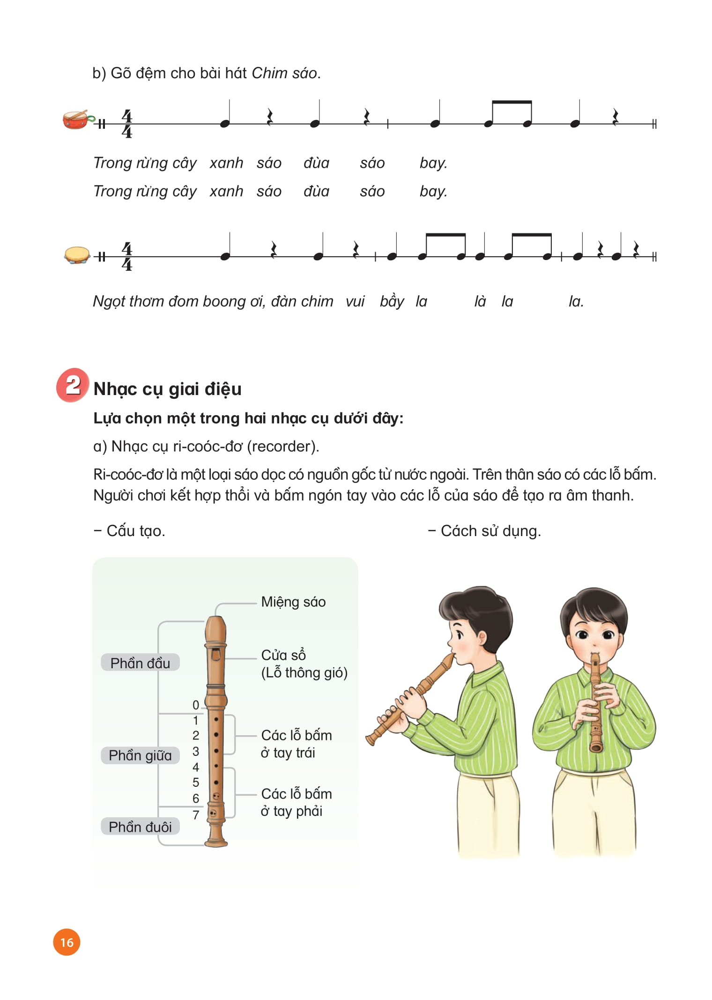 b) Gõ đệm cho bài hát Chim sáo.
4
4
Trong rừng cây xanh sáo đùa sáo bay.
Trong rừng cây xanh sáo đùa sáo bay.
4
4
Ngọt thơm đom boong ơi, đàn chim vui bầy la là la la.
2 Nhạc cụ giai điệu
Lựa chọn một trong hai nhạc cụ dưới đây:
a) Nhạc cụ ri-coóc-đơ (recorder).
Ri-coóc-đơ là một loại sáo dọc có nguồn gốc từ nước ngoài. Trên thân sáo có các lỗ bấm.
Người chơi kết hợp thổi và bấm ngón tay vào các lỗ của sáo để tạo ra âm thanh.
– Cấu tạo.
– Cách sử dụng.
Miệng sáo
Phần đầu
Cửa sổ
(Lỗ thông gió)
0
1
2
3
4
5
6
7
Các lỗ bấm
ở tay trái
Phần giữa
Các lỗ bấm
ở tay phải
Phần đuôi
16